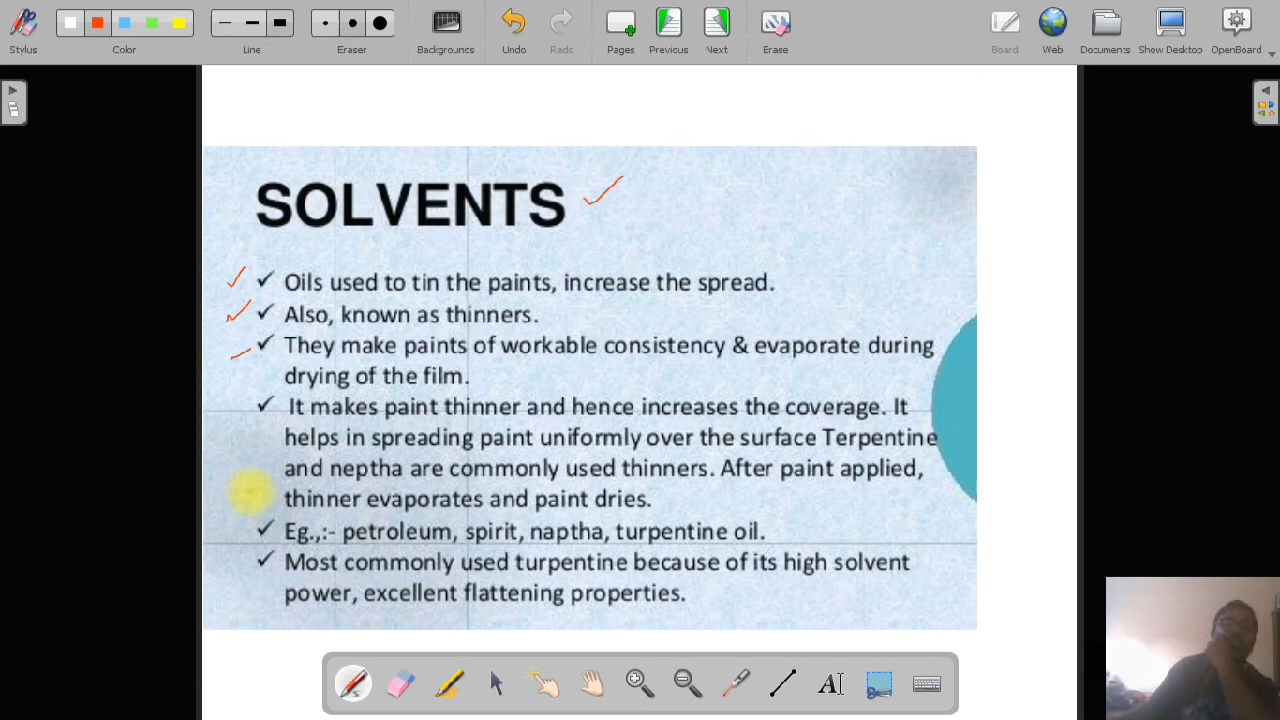 Stylus
Color
Line
Eraser
Backgrounds
Undo
Redo
Pages
Previous
Next
Erase
Board
Web
Documents
Show Desktop
OpenBoard
SOLVENTS
Oils used to tin the paints, increase the spread.
Also, known as thinners.
They make paints of workable consistency & evaporate during
drying of the film.
It makes paint thinner and hence increases the coverage. It
helps in spreading paint uniformly over the surface Terpentine
and neptha are commonly used thinners. After paint applied,
thinner evaporates and paint dries.
Eg.,:- petroleum, spirit, naptha, turpentine oil.
Most commonly used turpentine because of its high solvent
power, excellent flattening properties.